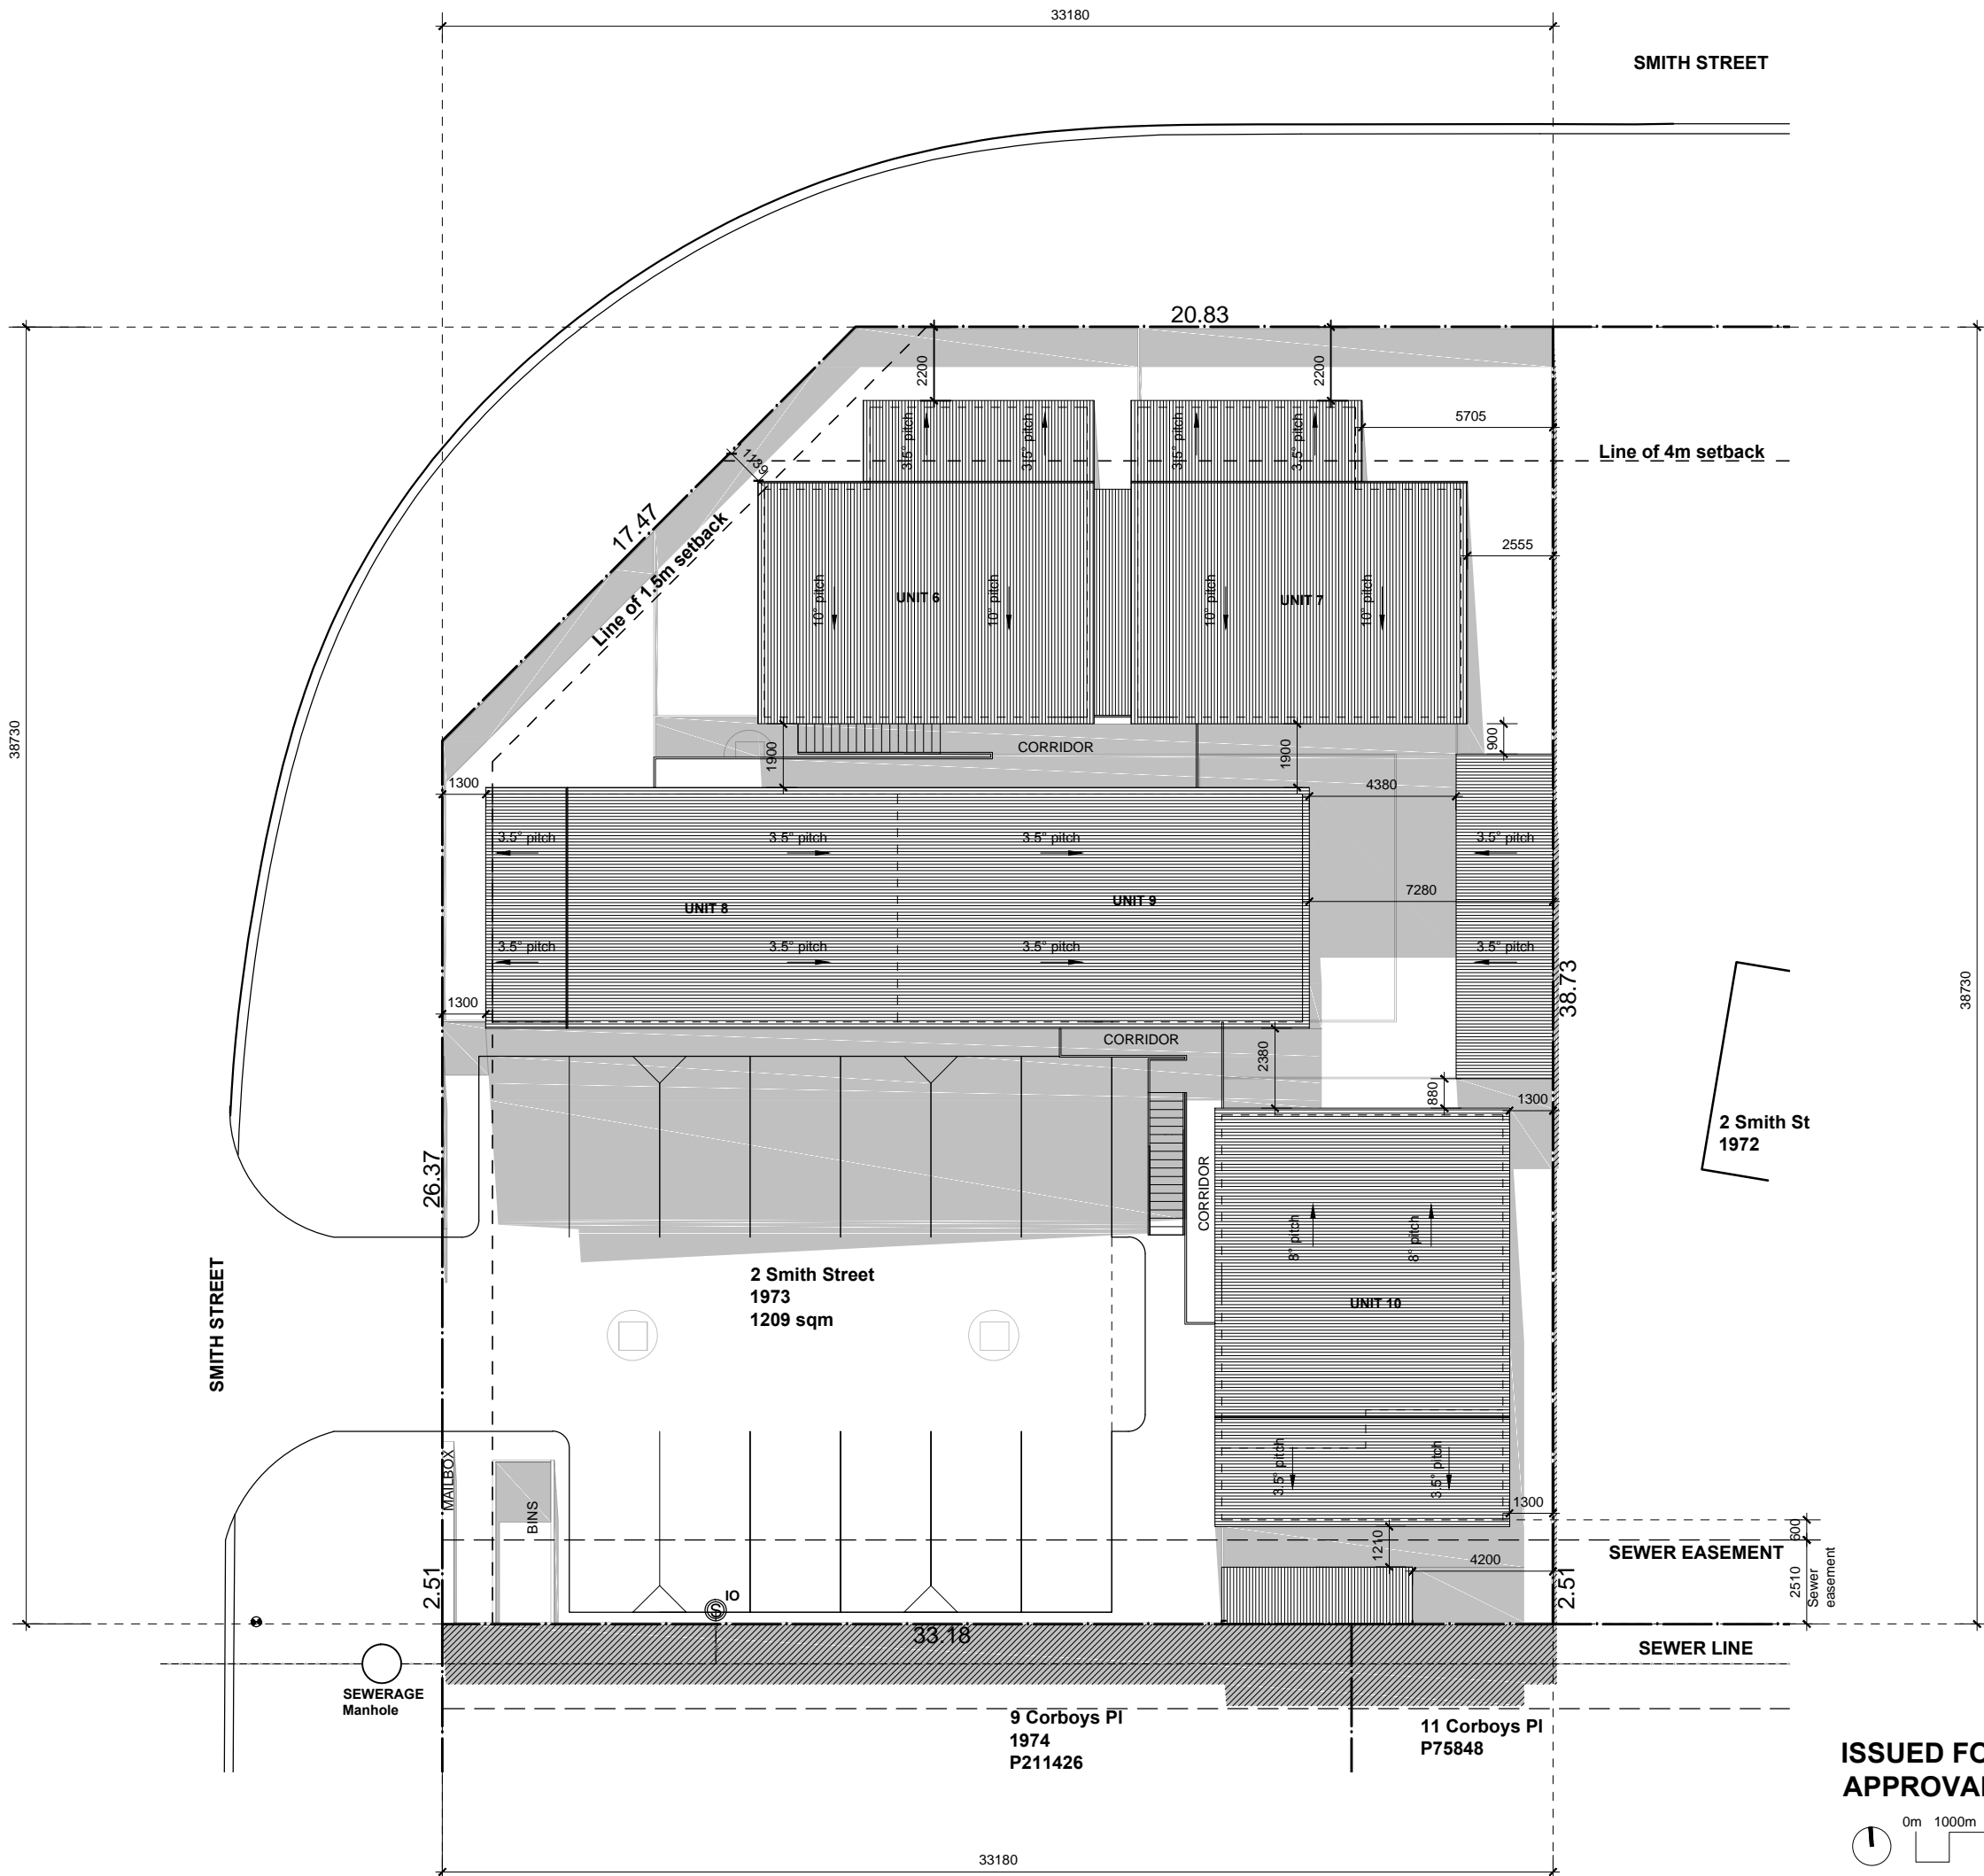 33180
SMITH STREET
20.83
2200
2200
5705
3.5° pitch
3.5° pitch
3.5° pitch
3.5° pitch
Line of 4m setback
1139
17.47
Line of 1.5m setback
2555
UNIT 6
UNIT 7
10° pitch
10° pitch
10° pitch
10° pitch
38730
CORRIDOR
900
1900
1900
1300
4380
3.5° pitch
3.5° pitch
3.5° pitch
3.5° pitch
7280
UNIT 8
UNIT 9
3.5° pitch
3.5° pitch
3.5° pitch
3.5° pitch
38.73
38730
1300
CORRIDOR
2380
880
1300
2 Smith St
1972
26.37
CORRIDOR
8° pitch
8° pitch
2 Smith Street
1973
1209 sqm
UNIT 10
SMITH STREET
MAILBOX
BINS
3.5° pitch
3.5° pitch
1300
600
SEWER EASEMENT
1210
4200
2.51
2.51
2510
Sewer
easement
IO
S
33.18
SEWER LINE
SEWERAGE
Manhole
9 Corboys Pl
1974
P211426
11 Corboys Pl
P75848
ISSUED FO
APPROVAL
0m 1000m
33180